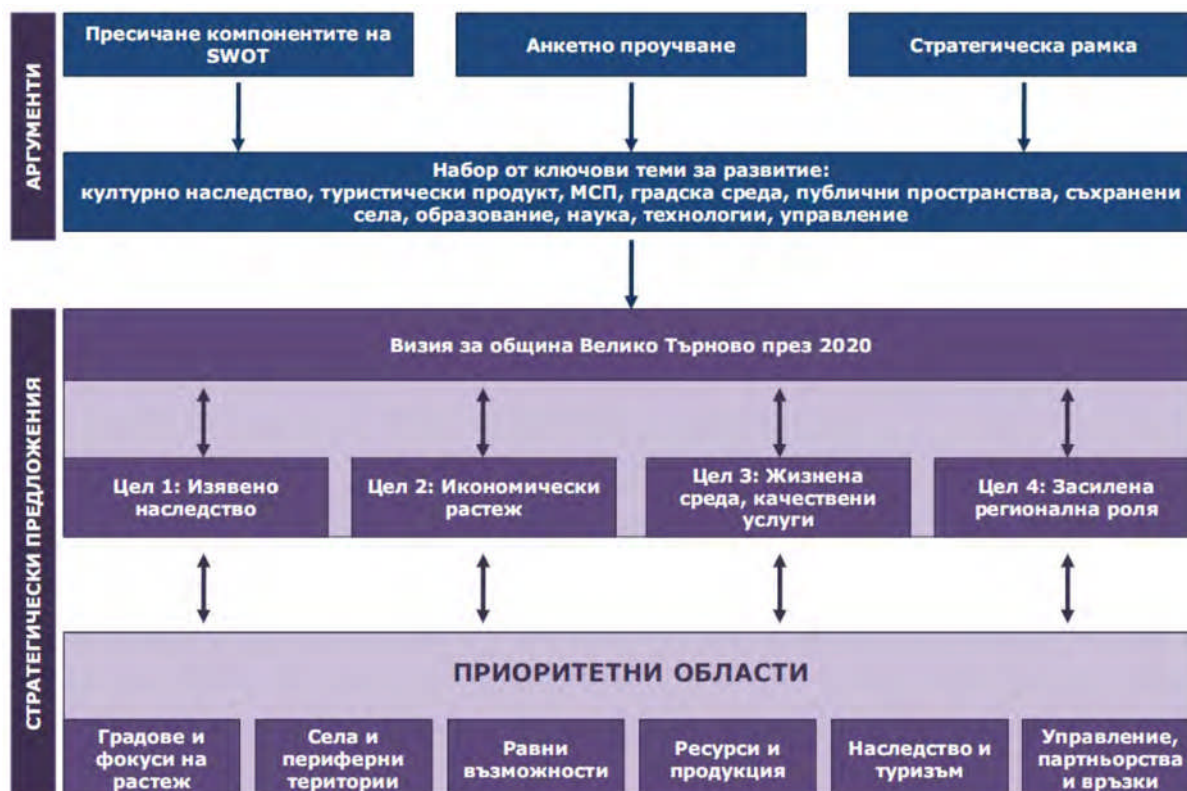 АРГУМЕНТИ
Пресичане компонентите на
SWOT
Анкетно проучване
Стратегическа рамка
Набор от ключови теми за развитие:
културно наследство, туристически продукт, МСП, градска среда, публични пространства, съхранени
села, образование, наука, технологии, управление
СТРАТЕГИЧЕСКИ ПРЕДЛОЖЕНИЯ
Визия за община Велико Търново през 2020
Цел 1: Изявено
наследство
Цел 2: Икономически
растеж
Цел 3: Жизнена
среда, качествени
услуги
Цел 4: Засилена
регионална роля
ПРИОРИТЕТНИ ОБЛАСТИ
Градове и
фокуси на
растеж
Села и
периферни
територии
Равни
възможности
Ресурси и
продукция
Наследство и
туризъм
Управление,
партньорства
и връзки